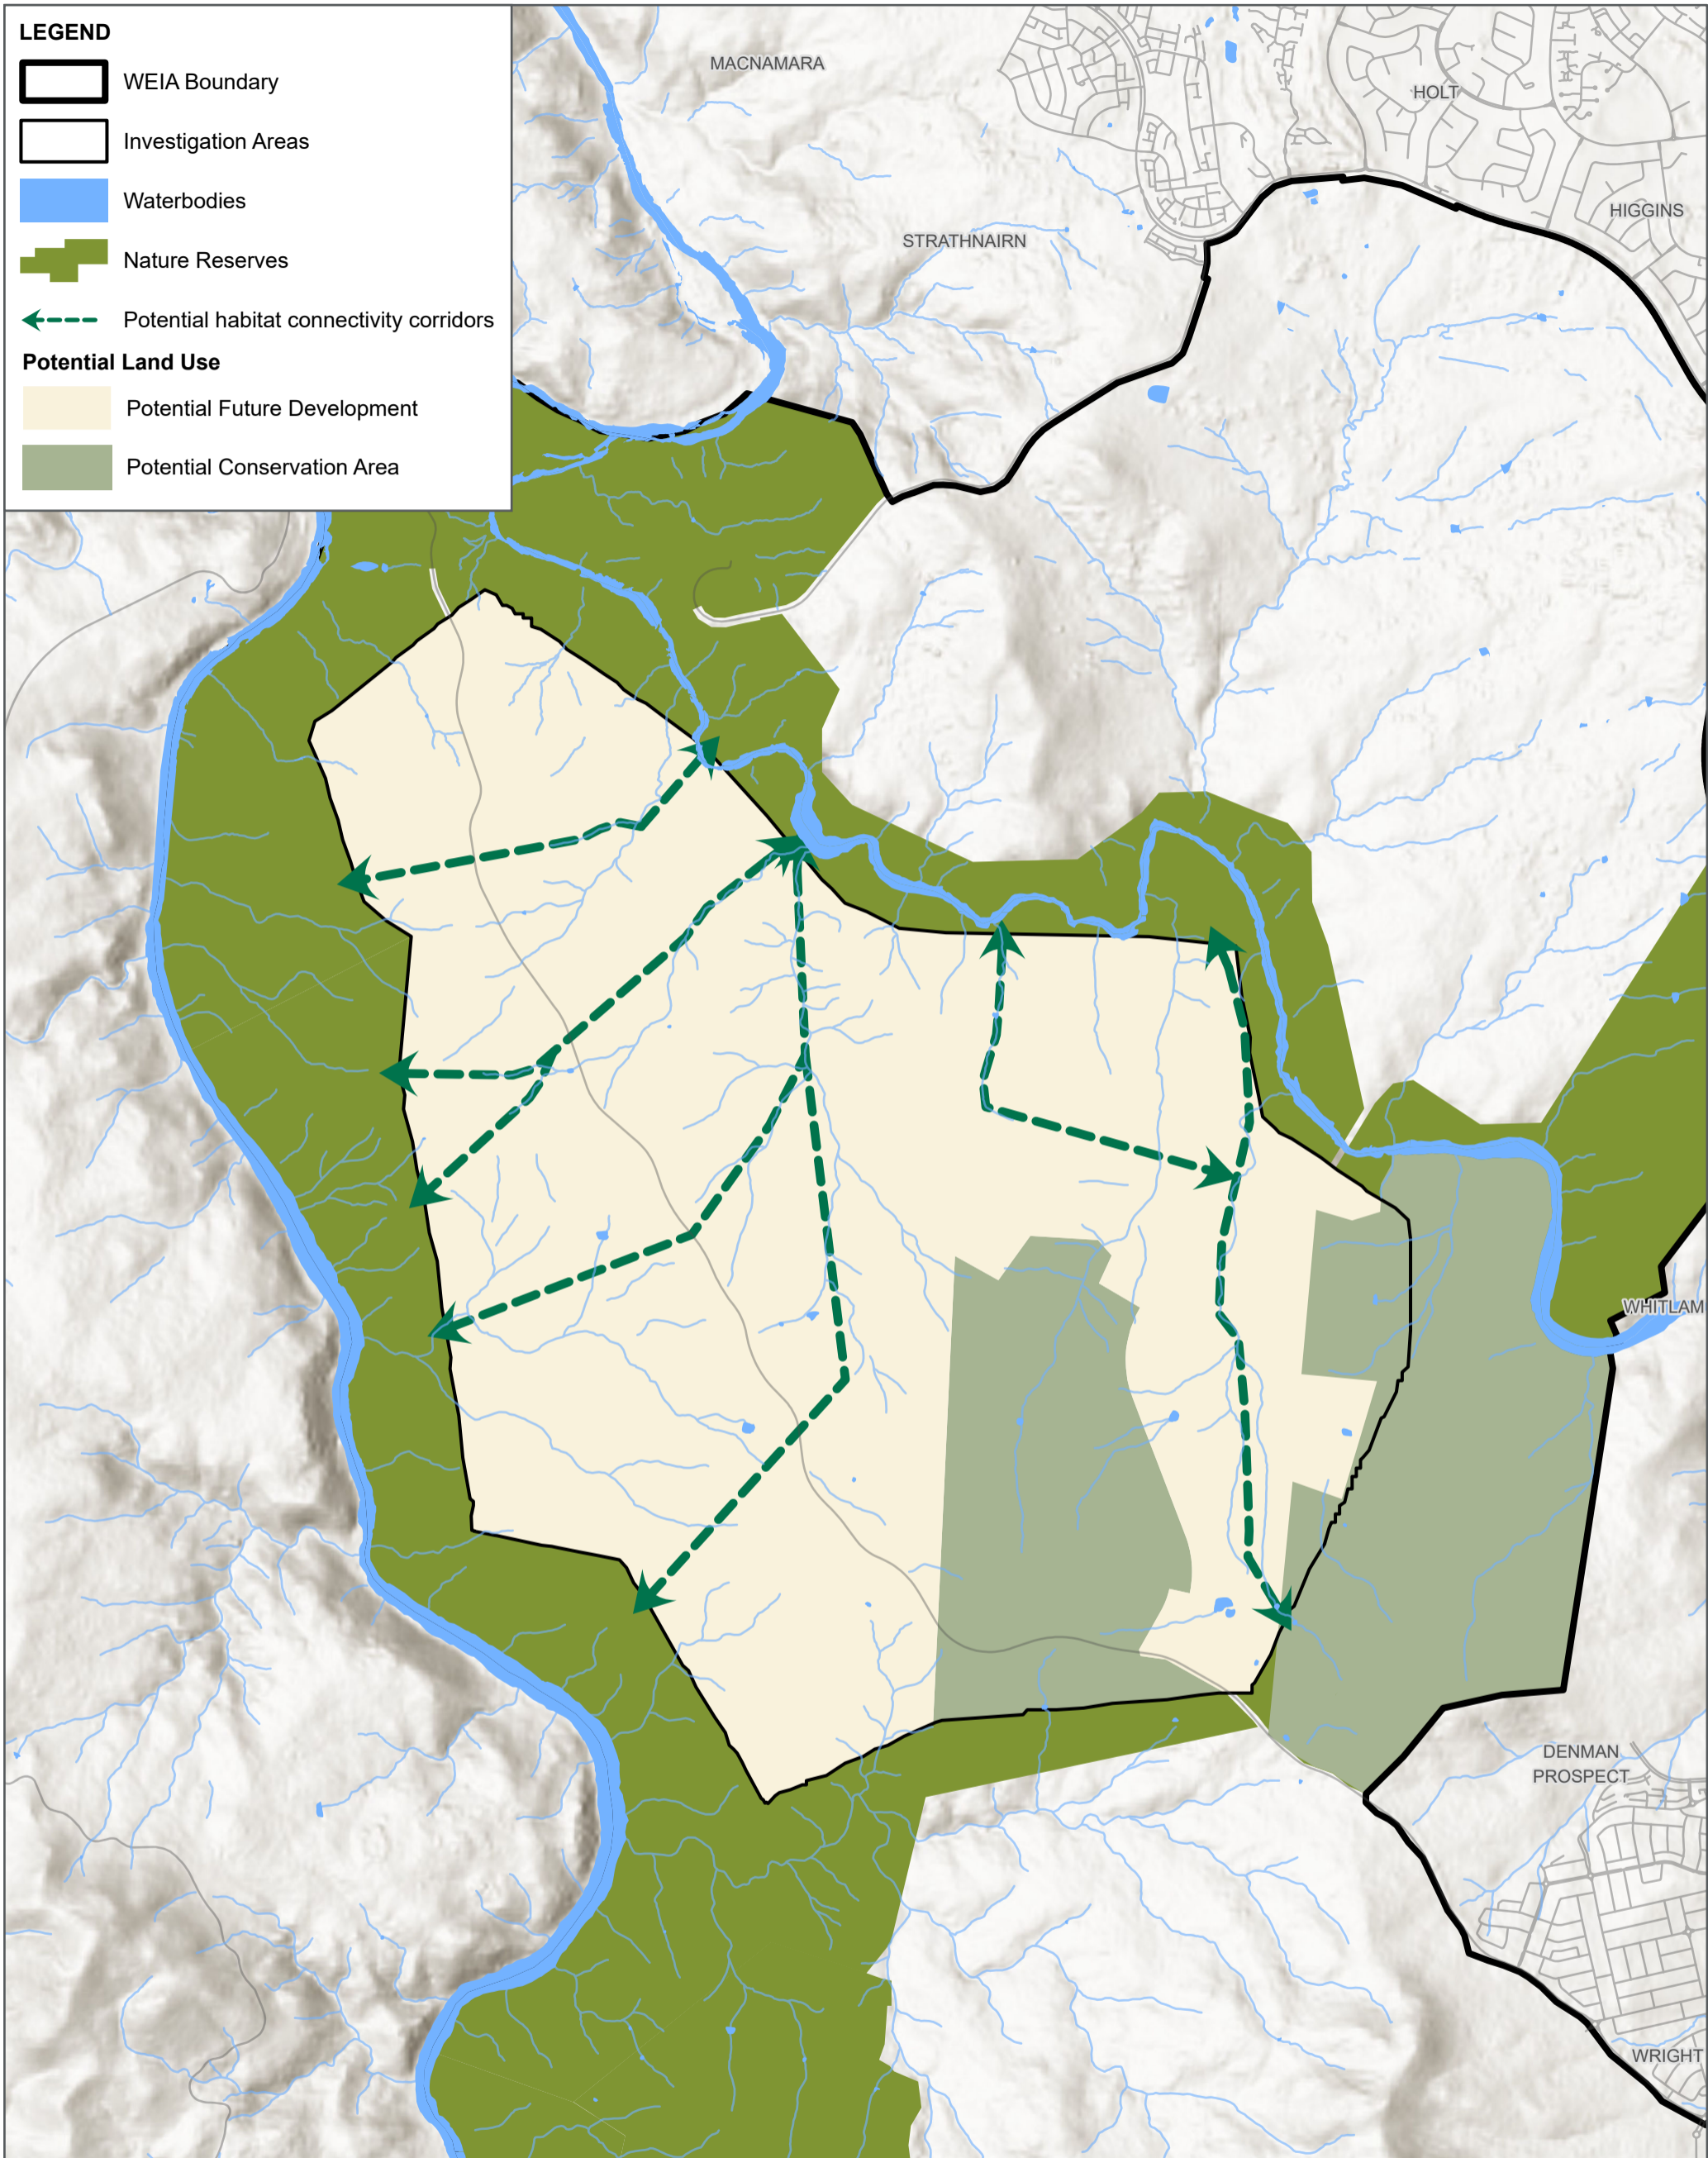 LEGEND
WEIA Boundary
Investigation Areas
Waterbodies
Nature Reserves
Potential habitat connectivity corridors
Potential Land Use
Potential Future Development
Potential Conservation Area
MACNAMARA
HOLT
HIGGINS
STRATHNAIRN
WHITLAM
DENMAN
PROSPECT
WRIGHT